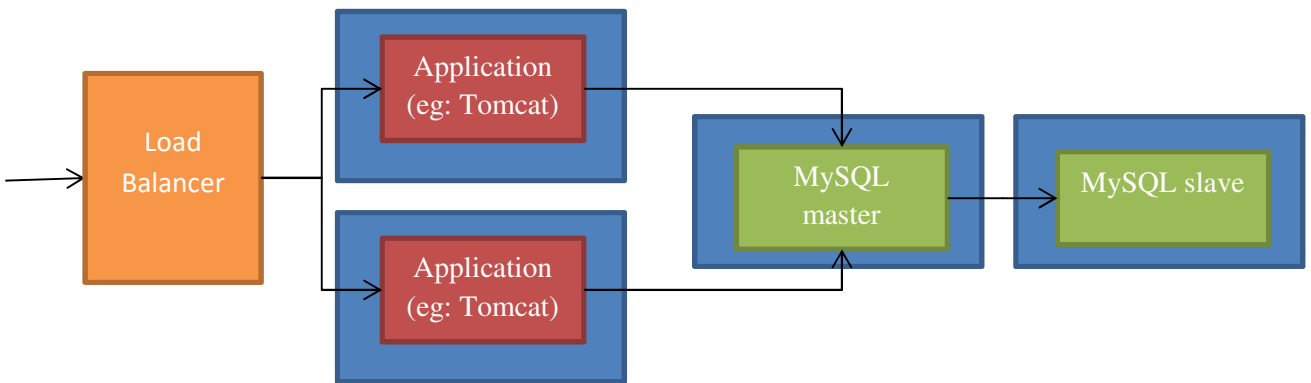 Load
Balancer
Application
(eg: Tomcat)
Application
(eg: Tomcat)
MySQL
master
MySQL slave